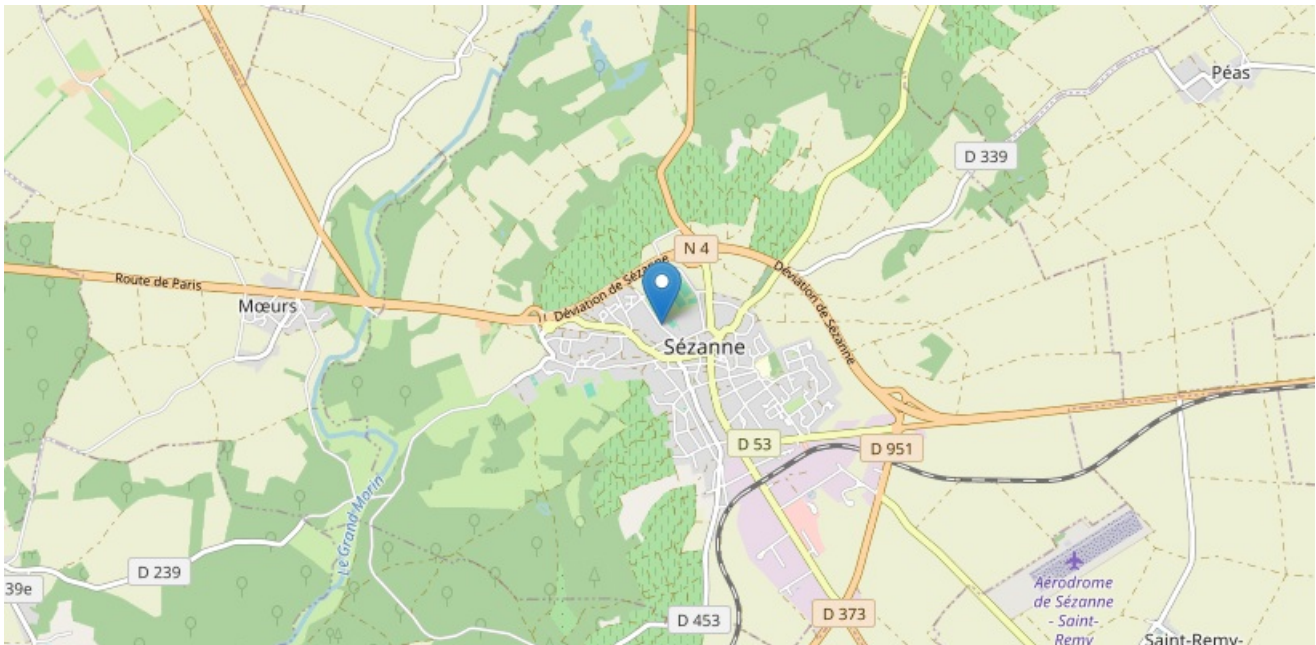 Péas
D 339
N 4
Déviation de Sézanne
Déviation de Sézanne
Route de Paris
Mœurs
Sézanne
D 53
D 951
Le Grand Morin
D 239
39e
Aérodrome
de Sézanne
- Saint-
Remy
D 373
D 453
Saint-Remy-